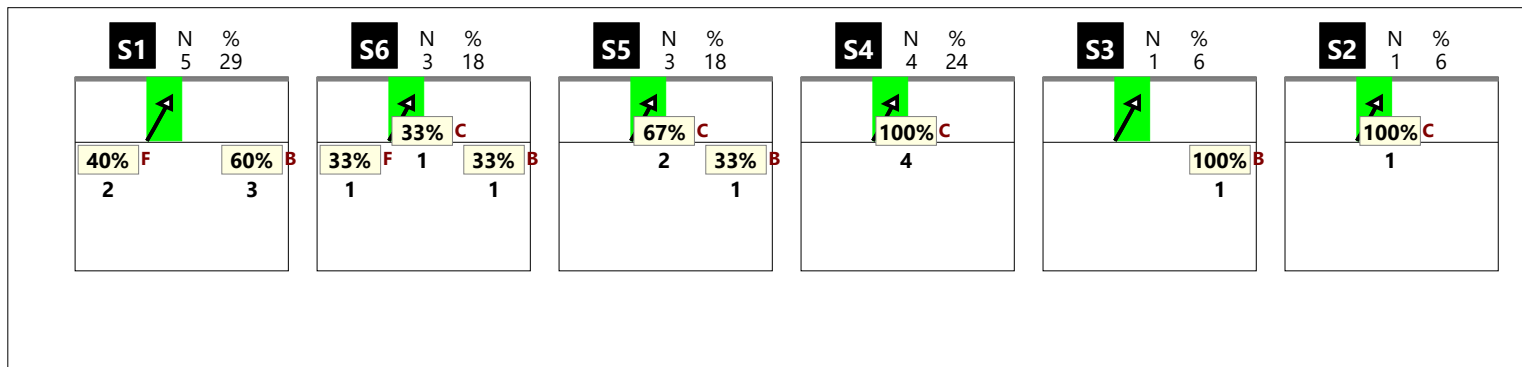 S1 N % S6 N % S5 N % S4 N % S3 N % S2 N %
5 29 3 18 3 18 4 24 1 6 1 6
33% C 67% C 100% C 100% C
40% F 60% B 33% F 1 33% B 2 33% B 4 100% B 1
2 3 1 1 1 1